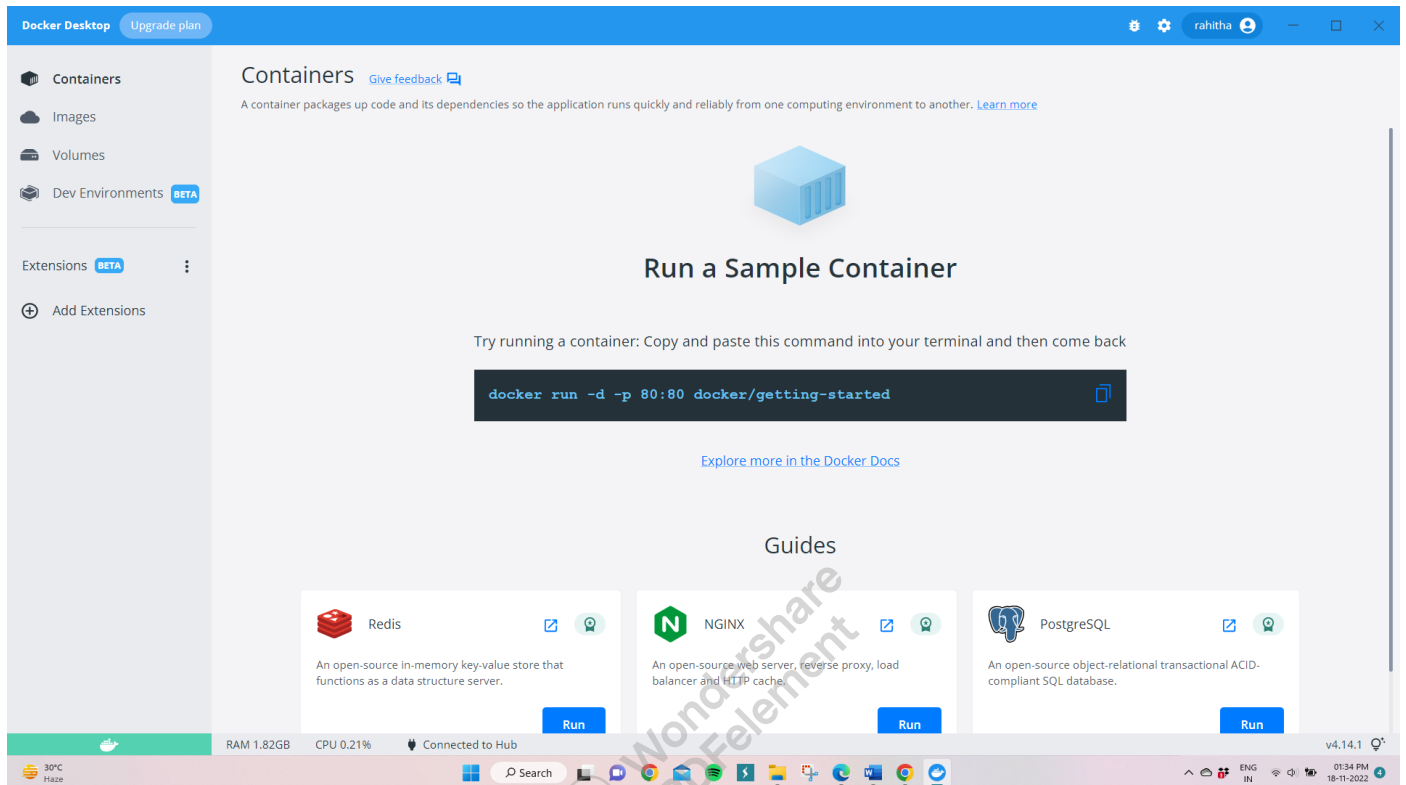 Docker Desktop Upgrade plan rahitha
Containers
Images
Volumes
Dev Environments BETA
Extensions BETA
Add Extensions
Containers Give feedback
A container packages up code and its dependencies so the application runs quickly and reliably from one computing environment to another. Learn more
Run a Sample Container
Try running a container: Copy and paste this command into your terminal and then come back
docker run -d -p 80:80 docker/getting-started
Explore more in the Docker Docs
Guides
Redis
An open-source in-memory key-value store that
functions as a data structure server.
Run
NGINX
An open-source web server, reverse proxy, load
balancer and HTTP cache.
Run
PostgreSQL
An open-source object-relational transactional ACID-
compliant SQL database.
Run
Wondershare
PDFelement
RAM 1.82GB CPU 0.21% Connected to Hub v4.14.1
30°C
Haze
Search
ENG
IN
01:34 PM
18-11-2022
4